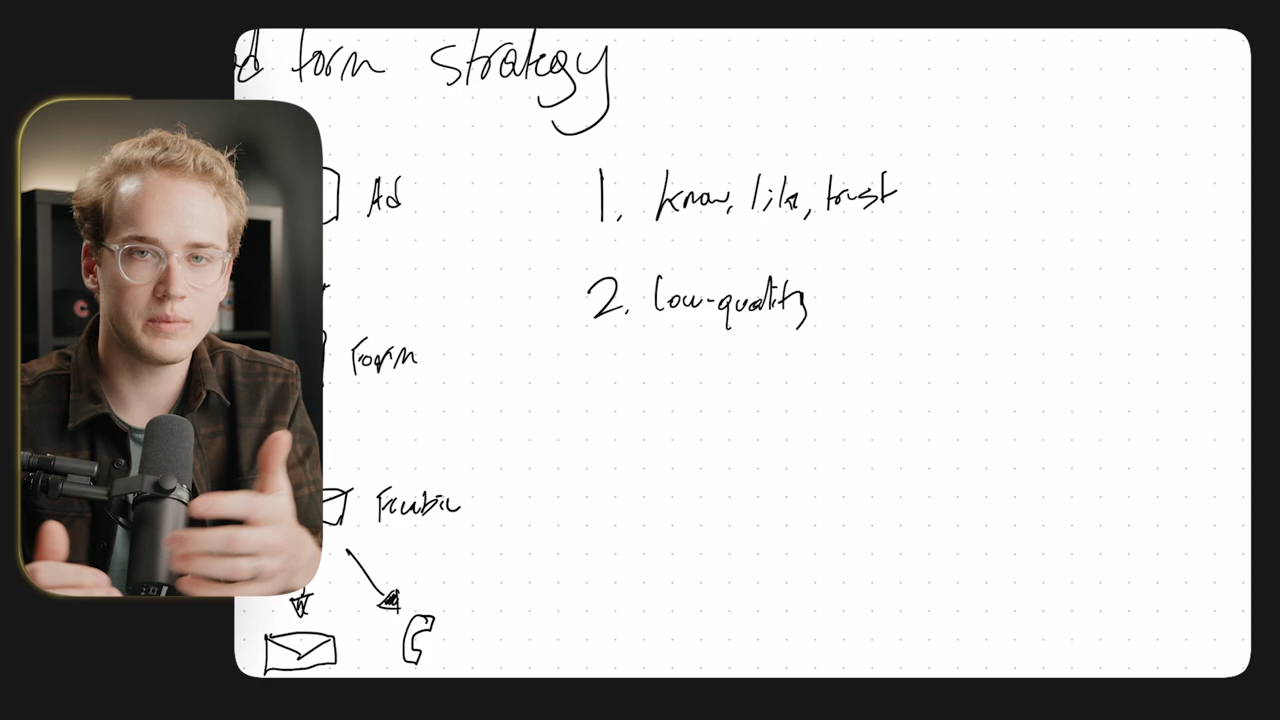 form strategy
Ad
1. know, like, trust
2. low-quality
Form
Freebie